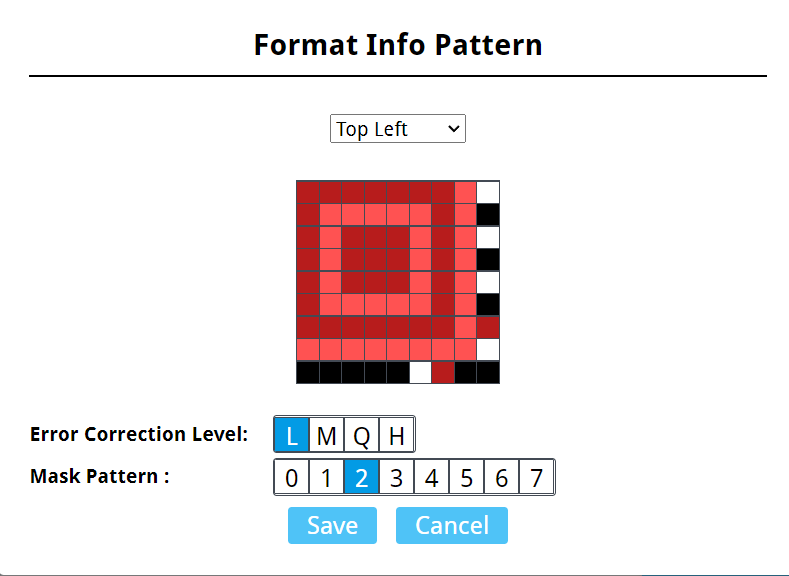 Format Info Pattern
Top Left
Error Correction Level: L M Q H
Mask Pattern : 0 1 2 3 4 5 6 7
Save Cancel